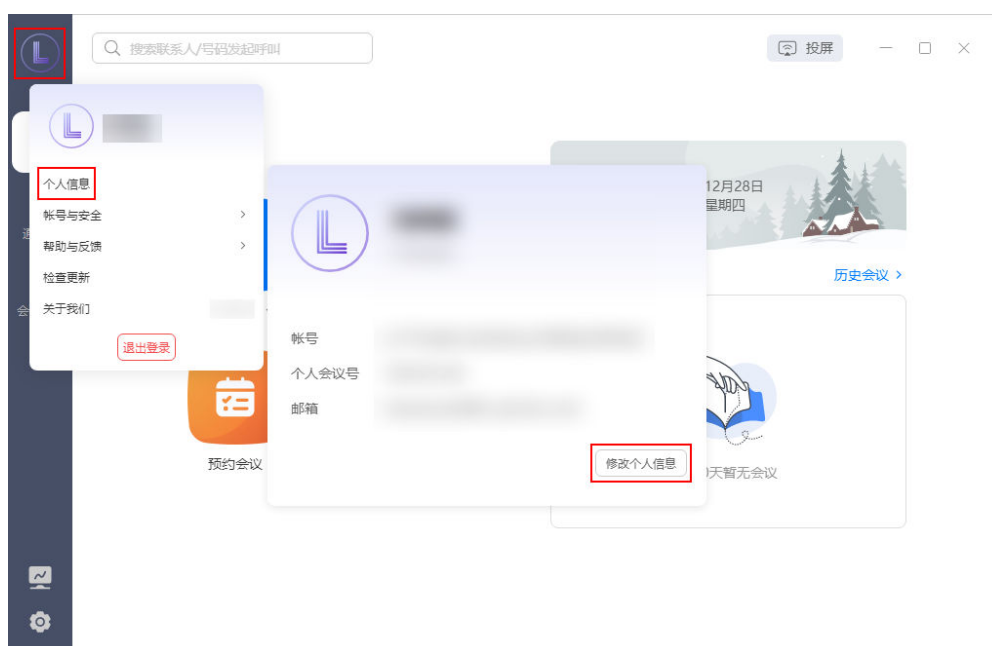 搜索联系人/号码发起呼叫
投屏
个人信息
帐号与安全
帮助与反馈
检查更新
关于我们
退出登录
12月28日
星期四
历史会议
帐号
个人会议号
邮箱
修改个人信息
预约会议
天暂无会议